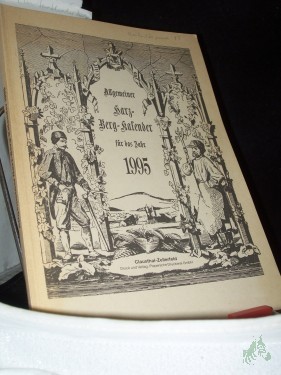 Allgemeiner
Harz-
Berg-Kalender
für das Jahr
1995
Clausthal-Zellerfeld